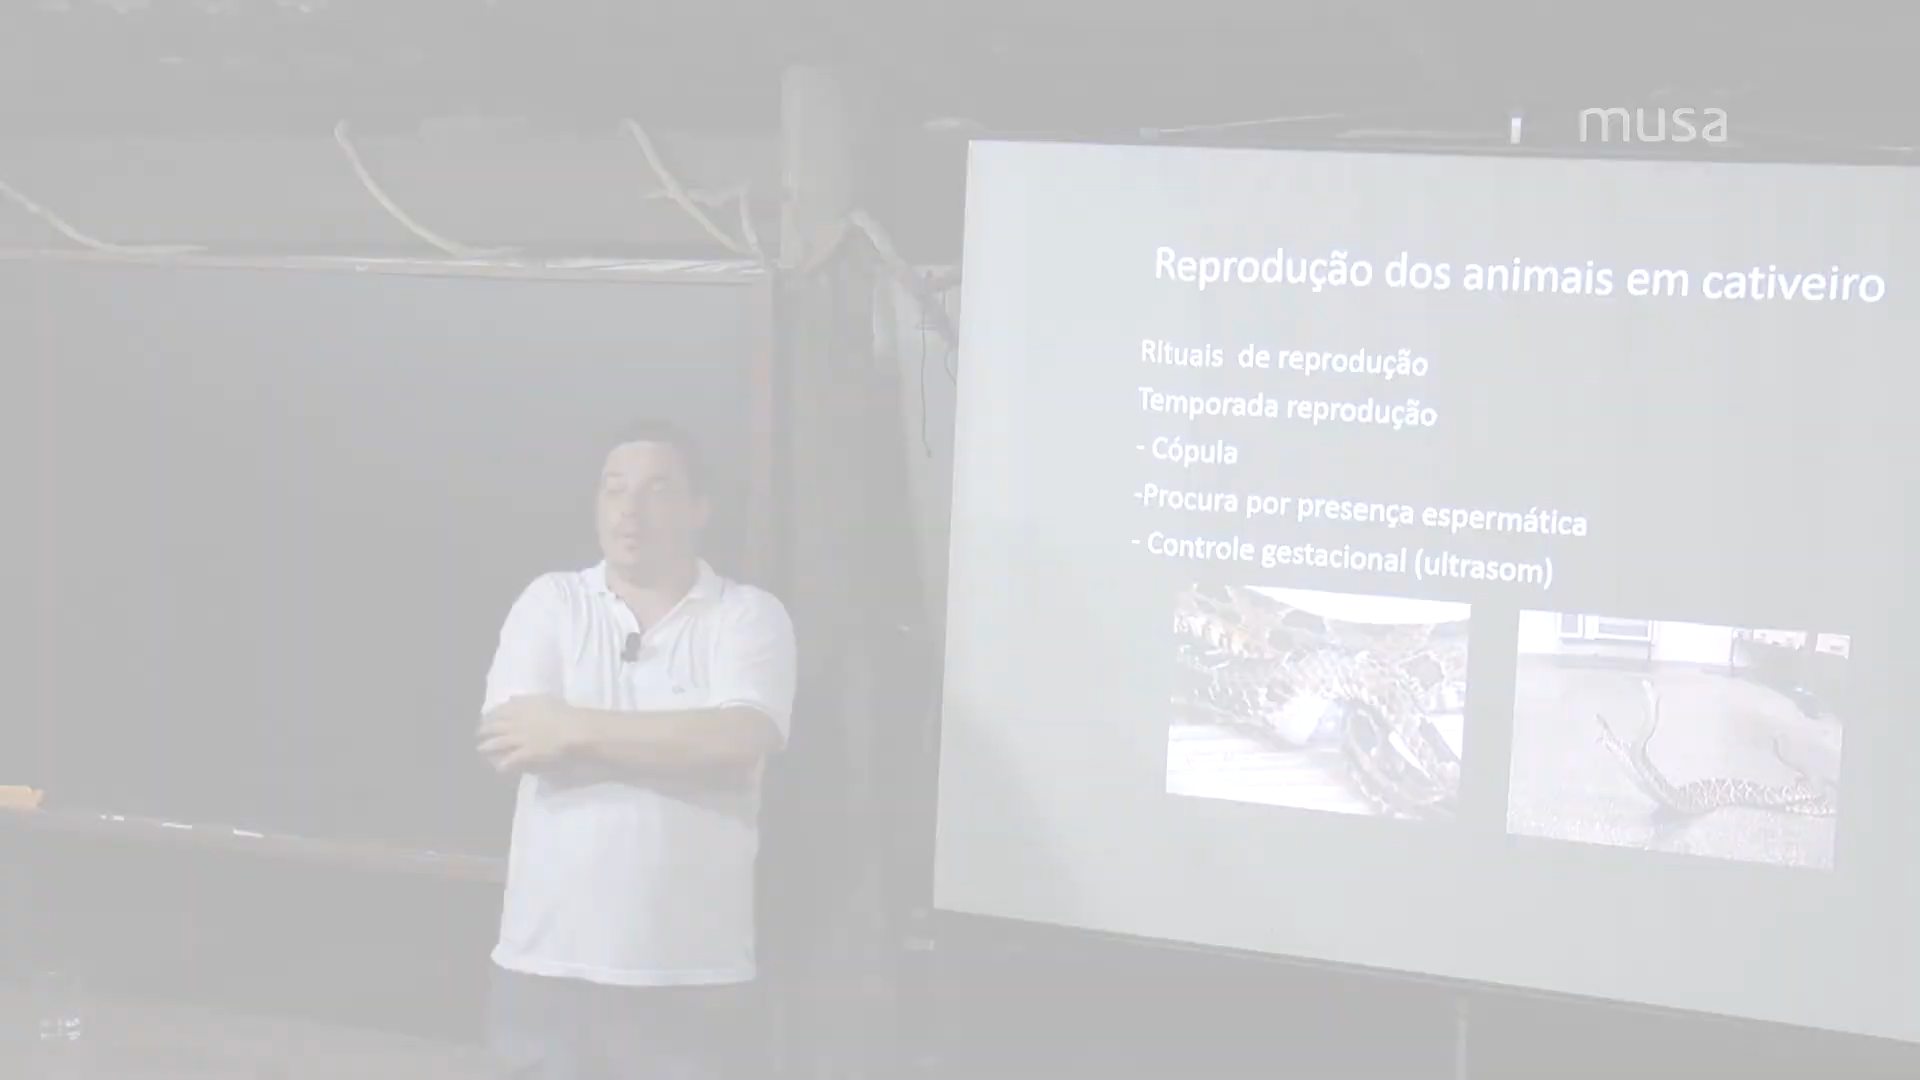 musa
Reprodução dos animais em cativeiro
Rituais de reprodução
Temporada reprodução
- Cópula
-Procura por presença espermática
- Controle gestacional (ultrasom)